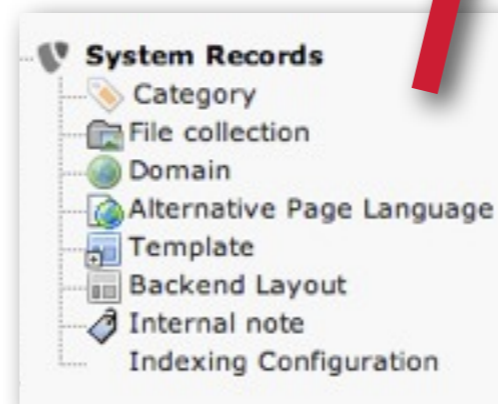 System Records
Category
File collection
Domain
Alternative Page Language
Template
Backend Layout
Internal note
Indexing Configuration